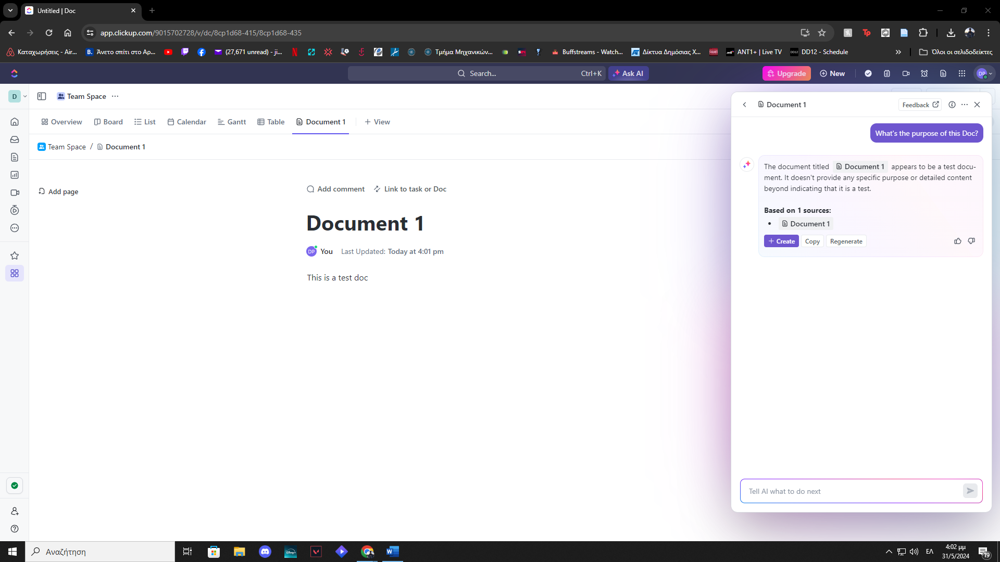 Untitled | Doc
app.clickup.com/9015702728/v/dc/8cp1d68-415/8cp1d68-435
Καταχωρήσεις - Air...
Άνετο σπίτι στο Αρ...
(27,671 unread) - ji...
Τμήμα Μηχανικών...
Buffstreams - Watch...
Δίκτυα Δημόσιας Χ...
ANT1+ | Live TV
DD12 - Schedule
Όλοι οι σελιδοδείκτες
Search...
Ctrl+K
Ask AI
Upgrade
New
DP
D
Team Space
Overview
Board
List
Calendar
Gantt
Table
Document 1
View
Team Space / Document 1
Add page
Add comment
Link to task or Doc
Document 1
DP
You
Last Updated: Today at 4:01 pm
This is a test doc
Document 1
Feedback
What's the purpose of this Doc?
The document titled Document 1 appears to be a test docu-
ment. It doesn't provide any specific purpose or detailed content
beyond indicating that it is a test.
Based on 1 sources:
• Document 1
+ Create
Copy
Regenerate
Tell AI what to do next
Αναζήτηση
ΕΛ
4:02 μμ
31/5/2024
19